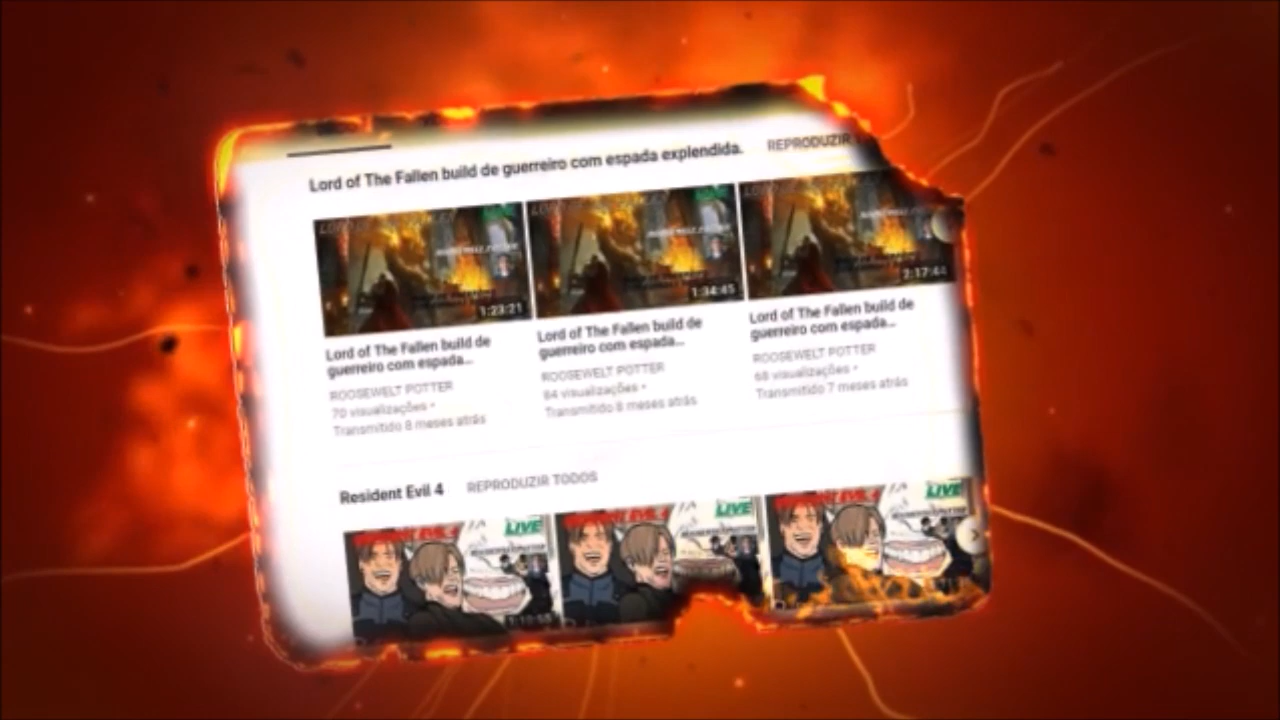 Lord of The Fallen build de guerreiro com espada explendida. REPRODUZIR
1:23:21
1:34:45
2:17:44
Lord of The Fallen build de
guerreiro com espada...
ROOSEWELT POTTER
70 visualizações •
Transmitido 8 meses atrás
Lord of The Fallen build de
guerreiro com espada...
ROOSEWELT POTTER
84 visualizações •
Transmitido 8 meses atrás
Lord of The Fallen build de
guerreiro com espada...
ROOSEWELT POTTER
68 visualizações •
Transmitido 7 meses atrás
Resident Evil 4 REPRODUZIR TODOS
LIVE
LIVE
LIVE